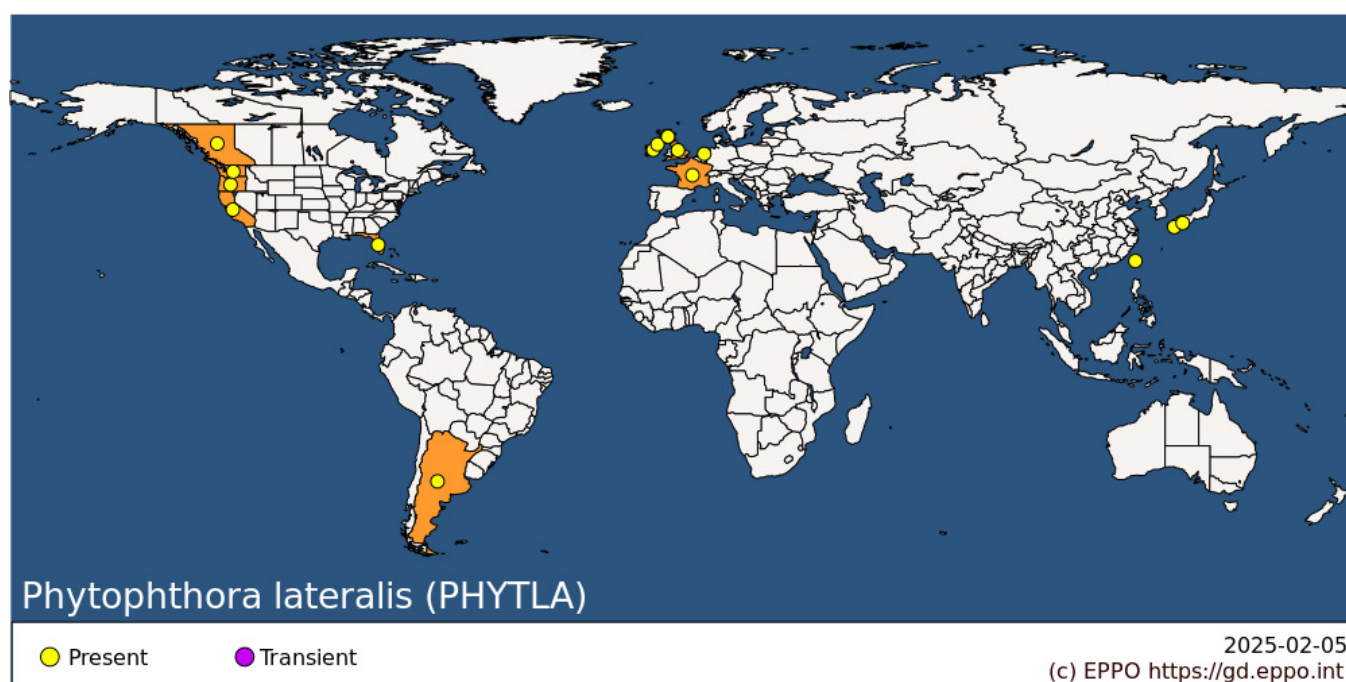 Phytophthora lateralis (PHYTLA)
Present
Transient
2025-02-05
(c) EPPO https://gd.eppo.int